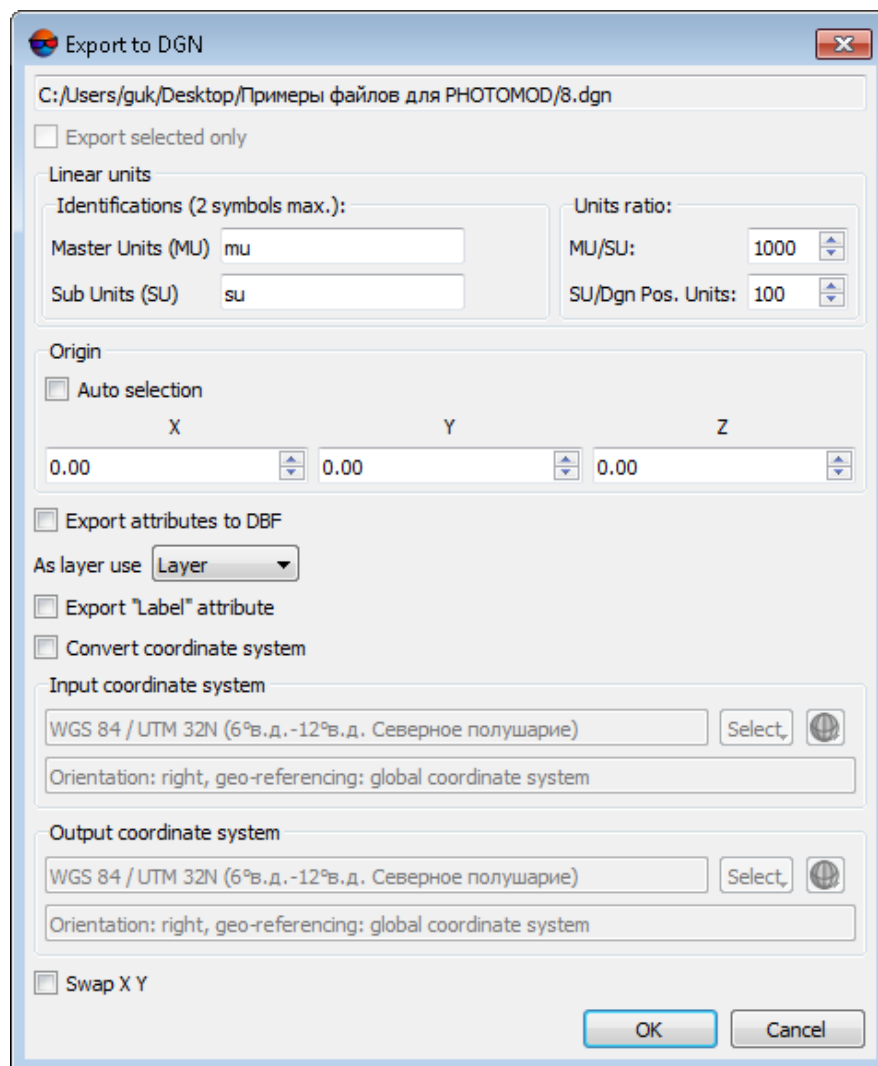 Export to DGN
C:/Users/guk/Desktop/Примеры файлов для PHOTOMOD/8.dgn
Export selected only
Linear units
Identifications (2 symbols max.): Units ratio:
Master Units (MU) mu MU/SU: 1000
Sub Units (SU) su SU/Dgn Pos. Units: 100
Origin
Auto selection
X Y Z
0.00 0.00 0.00
Export attributes to DBF
As layer use Layer
Export "Label" attribute
Convert coordinate system
Input coordinate system
WGS 84 / UTM 32N (6°в.д.-12°в.д. Северное полушарие) Select
Orientation: right, geo-referencing: global coordinate system
Output coordinate system
WGS 84 / UTM 32N (6°в.д.-12°в.д. Северное полушарие) Select
Orientation: right, geo-referencing: global coordinate system
Swap X Y
OK Cancel